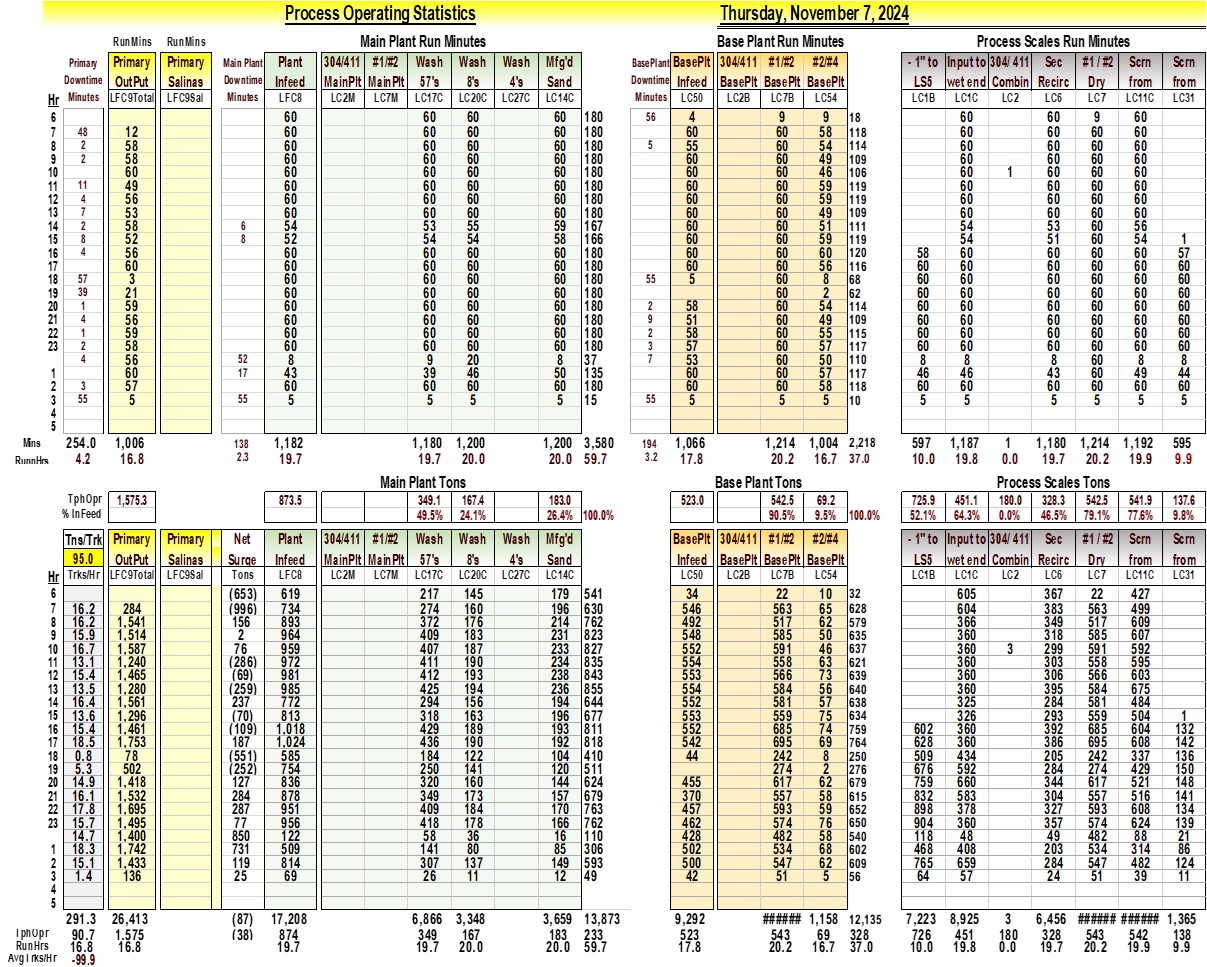 Process Operating Statistics Thursday, November 7, 2024
RunMins RunMins Main Plant Run Minutes Base Plant Run Minutes Process Scales Run Minutes
Primary Primary Primary Main Plant Plant 304/411 #1/#2 Wash Wash Wash Mfg'd BasePlant BasePlt 304/411 #1/#2 #2/#4 - 1" to Input to 304/ 411 Sec #1 / #2 Scrn Scrn
Downtime OutPut Salinas Downtime Infeed MainPlt MainPlt 57's 8's 4's Sand Downtime Infeed BasePlt BasePlt BasePlt LS5 wet end Combin Recirc Dry from from
Hr Minutes LFC9Total LFC9Sal Minutes LFC8 LC2M LC7M LC17C LC20C LC27C LC14C Minutes LC50 LC2B LC7B LC54 LC1B LC1C LC2 LC6 LC7 LC11C LC31
6 60 60 60 60 180 56 4 9 9 18 60 60 9 60
7 48 12 60 60 60 60 180 60 60 58 118 60 60 60 60
8 2 58 60 60 60 60 180 5 55 60 54 114 60 60 60 60
9 2 58 60 60 60 60 180 60 60 49 109 60 60 60 60
10 60 60 60 60 60 180 60 60 46 106 60 1 60 60 60
11 11 49 60 60 60 60 180 60 60 59 119 60 60 60 60
12 4 56 60 60 60 60 180 60 60 59 119 60 60 60 60
13 7 53 60 60 60 60 180 60 60 49 109 60 60 60 60
14 2 58 6 54 53 55 59 167 60 60 51 111 54 53 60 56
15 8 52 8 52 54 54 58 166 60 60 59 119 54 51 60 54 1
16 4 56 60 60 60 60 180 60 60 60 120 58 60 60 60 60 57
17 60 60 60 60 60 180 60 60 56 116 60 60 60 60 60 60
18 57 3 60 60 60 60 180 55 5 60 8 68 60 60 60 60 60 60
19 39 21 60 60 60 60 180 60 2 62 60 60 60 60 60 60
20 1 59 60 60 60 60 180 2 58 60 54 114 60 60 60 60 60 60
21 4 56 60 60 60 60 180 9 51 60 49 109 60 60 60 60 60 60
22 1 59 60 60 60 60 180 2 58 60 55 115 60 60 60 60 60 60
23 2 58 60 60 60 60 180 3 57 60 57 117 60 60 60 60 60 60
4 56 52 8 9 20 8 37 7 53 60 50 110 8 8 8 60 8 8
1 60 17 43 39 46 50 135 60 60 57 117 46 46 43 60 49 44
2 3 57 60 60 60 60 180 60 60 58 118 60 60 60 60 60 60
3 55 5 55 5 5 5 5 15 55 5 5 5 10 5 5 5 5 5 5
4
5
Mins 254.0 1,006 138 1,182 1,180 1,200 1,200 3,580 194 1,066 1,214 1,004 2,218 597 1,187 1 1,180 1,214 1,192 595
RunnHrs 4.2 16.8 2.3 19.7 19.7 20.0 20.0 59.7 3.2 17.8 20.2 16.7 37.0 10.0 19.8 0.0 19.7 20.2 19.9 9.9
Main Plant Tons Base Plant Tons Process Scales Tons
TphOpr 1,575.3 873.5 349.1 167.4 183.0 523.0 542.5 69.2 725.9 451.1 180.0 328.3 542.5 541.9 137.6
% InFeed 49.5% 24.1% 26.4% 100.0% 90.5% 9.5% 100.0% 52.1% 64.3% 0.0% 46.5% 79.1% 77.6% 9.8%
Tns/Trk Primary Primary Net Plant 304/411 #1/#2 Wash Wash Wash Mfg'd BasePlt 304/411 #1/#2 #2/#4 - 1" to Input to 304/ 411 Sec #1 / #2 Scrn Scrn
95.0 OutPut Salinas Surge Infeed MainPlt MainPlt 57's 8's 4's Sand Infeed BasePlt BasePlt BasePlt LS5 wet end Combin Recirc Dry from from
Hr Trks/Hr LFC9Total LFC9Sal Tons LFC8 LC2M LC7M LC17C LC20C LC27C LC14C LC50 LC2B LC7B LC54 LC1B LC1C LC2 LC6 LC7 LC11C LC31
6 (653) 619 217 145 179 541 34 22 10 32 605 367 22 427
7 16.2 284 (996) 734 274 160 196 630 546 563 65 628 604 383 563 499
8 16.2 1,541 156 893 372 176 214 762 492 517 62 579 366 349 517 609
9 15.9 1,514 2 964 409 183 231 823 548 585 50 635 360 318 585 607
10 16.7 1,587 76 959 407 187 233 827 552 591 46 637 360 3 299 591 592
11 13.1 1,240 (286) 972 411 190 234 835 554 558 63 621 360 303 558 595
12 15.4 1,465 (69) 981 412 193 238 843 553 566 73 639 360 306 566 603
13 13.5 1,280 (259) 985 425 194 236 855 554 584 56 640 360 395 584 675
14 16.4 1,561 237 772 294 156 194 644 552 581 57 638 325 284 581 484
15 13.6 1,296 (70) 813 318 163 196 677 553 559 75 634 326 293 559 504 1
16 15.4 1,461 (109) 1,018 429 189 193 811 552 685 74 759 602 360 392 685 604 132
17 18.5 1,753 187 1,024 436 190 192 818 542 695 69 764 628 360 386 695 608 142
18 0.8 78 (551) 585 184 122 104 410 44 242 8 250 509 434 205 242 337 136
19 5.3 502 (252) 754 250 141 120 511 274 2 276 676 592 284 274 429 150
20 14.9 1,418 127 836 320 160 144 624 455 617 62 679 759 660 344 617 521 148
21 16.1 1,532 284 878 349 173 157 679 370 557 58 615 832 583 304 557 516 141
22 17.8 1,695 287 951 409 184 170 763 457 593 59 652 898 378 327 593 608 134
23 15.7 1,495 77 956 418 178 166 762 462 574 76 650 904 360 357 574 624 139
14.7 1,400 850 122 58 36 16 110 428 482 58 540 118 48 49 482 88 21
1 18.3 1,742 731 509 141 80 85 306 502 534 68 602 468 408 203 534 314 86
2 15.1 1,433 119 814 307 137 149 593 500 547 62 609 765 659 284 547 482 124
3 1.4 136 25 69 26 11 12 49 42 51 5 56 64 57 24 51 39 11
4
5
291.3 26,413 (87) 17,208 6,866 3,348 3,659 13,873 9,292 ###### 1,158 12,135 7,223 8,925 3 6,456 ###### ###### 1,365
TphOpr 90.7 1,575 (38) 874 349 167 183 233 523 543 69 328 726 451 180 328 543 542 138
RunHrs 16.8 16.8 19.7 19.7 20.0 20.0 59.7 17.8 20.2 16.7 37.0 10.0 19.8 0.0 19.7 20.2 19.9 9.9
AvgTrks/Hr -99.9